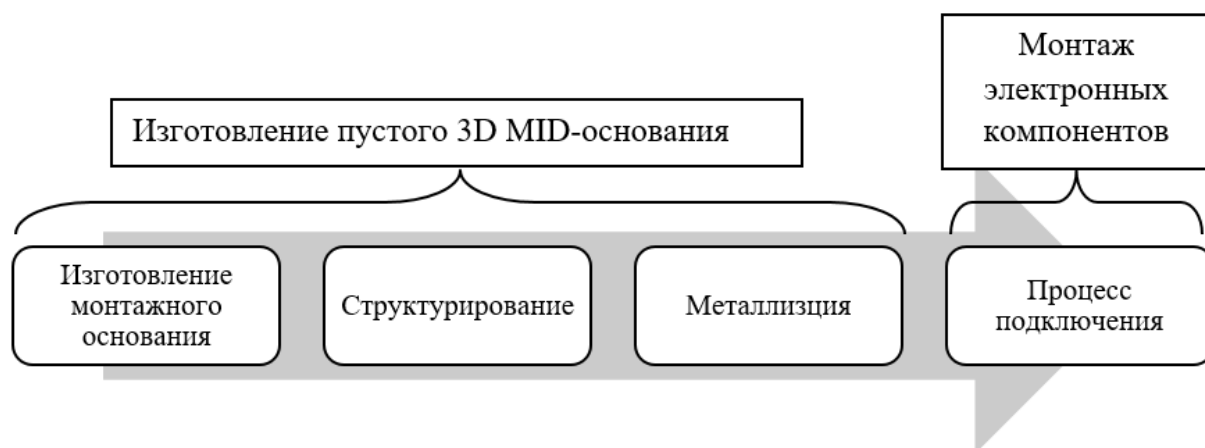 Монтаж
электронных
компонентов
Изготовление пустого 3D MID-основания
Изготовление
монтажного
основания
Структурирование
Металлизция
Процесс
подключения